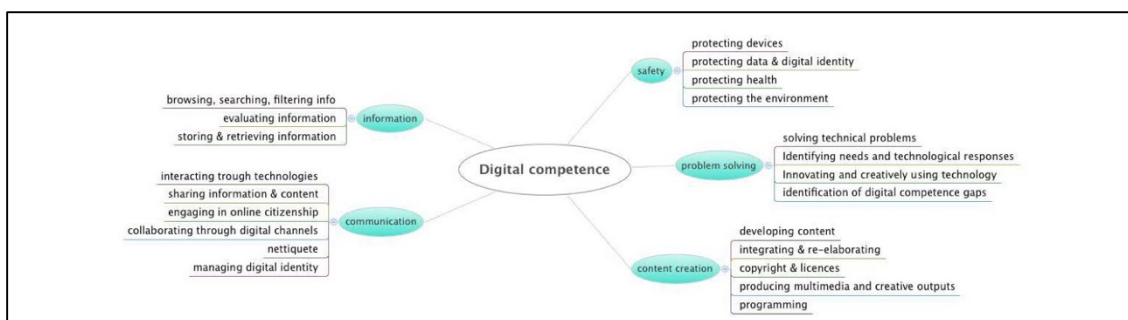 Digital competence
information
browsing, searching, filtering info
evaluating information
storing & retrieving information
communication
interacting trough technologies
sharing information & content
engaging in online citizenship
collaborating through digital channels
nettiquete
managing digital identity
safety
protecting devices
protecting data & digital identity
protecting health
protecting the environment
problem solving
solving technical problems
Identifying needs and technological responses
Innovating and creatively using technology
identification of digital competence gaps
content creation
developing content
integrating & re-elaborating
copyright & licences
producing multimedia and creative outputs
programming